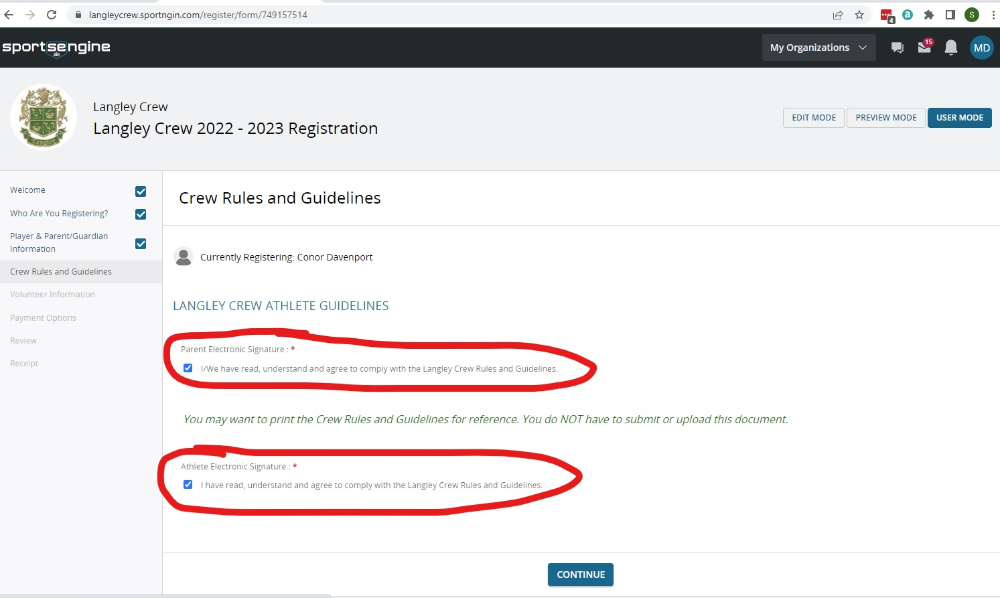 langleycrew.sportngin.com/register/form/749157514
4
a
S
sportsengine
My Organizations
15
MD
Langley
Langley Crew
Langley Crew 2022 - 2023 Registration
EDIT MODE
PREVIEW MODE
USER MODE
Welcome
Who Are You Registering?
Player & Parent/Guardian
Information
Crew Rules and Guidelines
Volunteer Information
Payment Options
Review
Receipt
Crew Rules and Guidelines
Currently Registering: Conor Davenport
LANGLEY CREW ATHLETE GUIDELINES
Parent Electronic Signature : *
I/We have read, understand and agree to comply with the Langley Crew Rules and Guidelines.
You may want to print the Crew Rules and Guidelines for reference. You do NOT have to submit or upload this document.
Athlete Electronic Signature : *
I have read, understand and agree to comply with the Langley Crew Rules and Guidelines.
CONTINUE